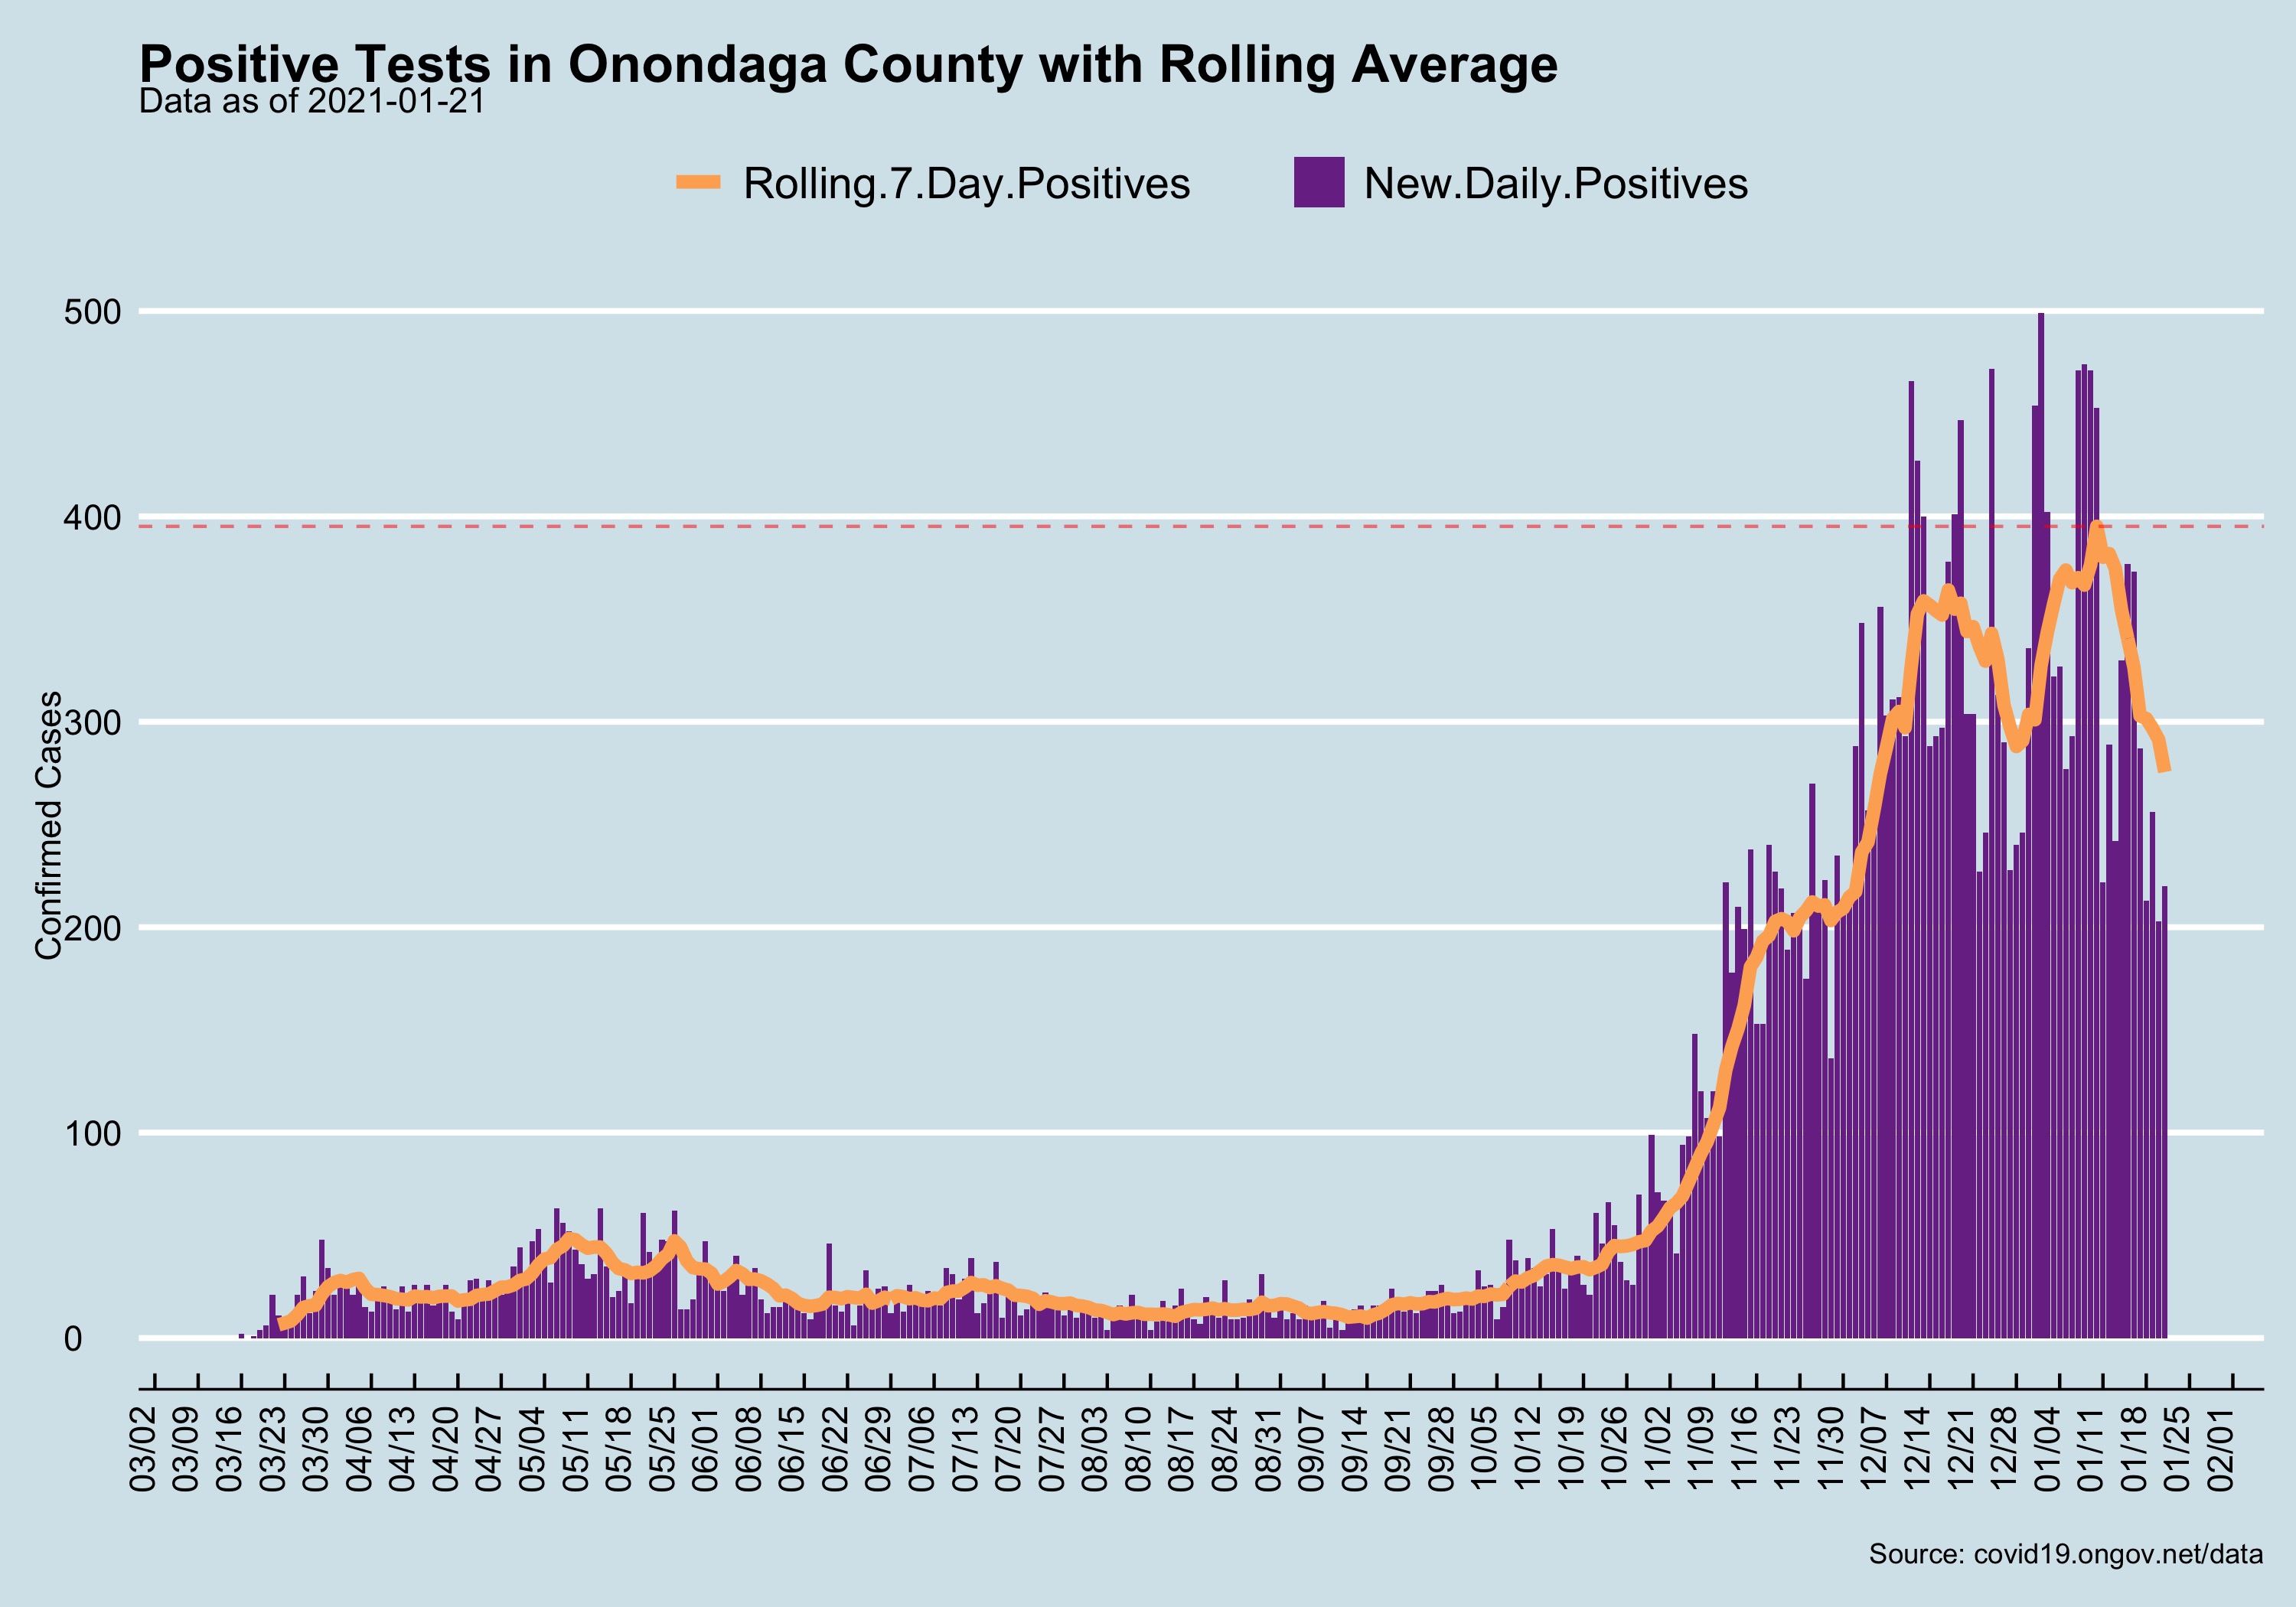 Positive Tests in Onondaga County with Rolling Average
Data as of 2021-01-21
Rolling.7.Day.Positives New.Daily.Positives
500
400
300
200
100
0
Confirmed Cases
03/02 03/09 03/16 03/23 03/30 04/06 04/13 04/20 04/27 05/04 05/11 05/18 05/25 06/01 06/08 06/15 06/22 06/29 07/06 07/13 07/20 07/27 08/03 08/10 08/17 08/24 08/31 09/07 09/14 09/21 09/28 10/05 10/12 10/19 10/26 11/02 11/09 11/16 11/23 11/30 12/07 12/14 12/21 12/28 01/04 01/11 01/18 01/25 02/01
Source: covid19.ongov.net/data